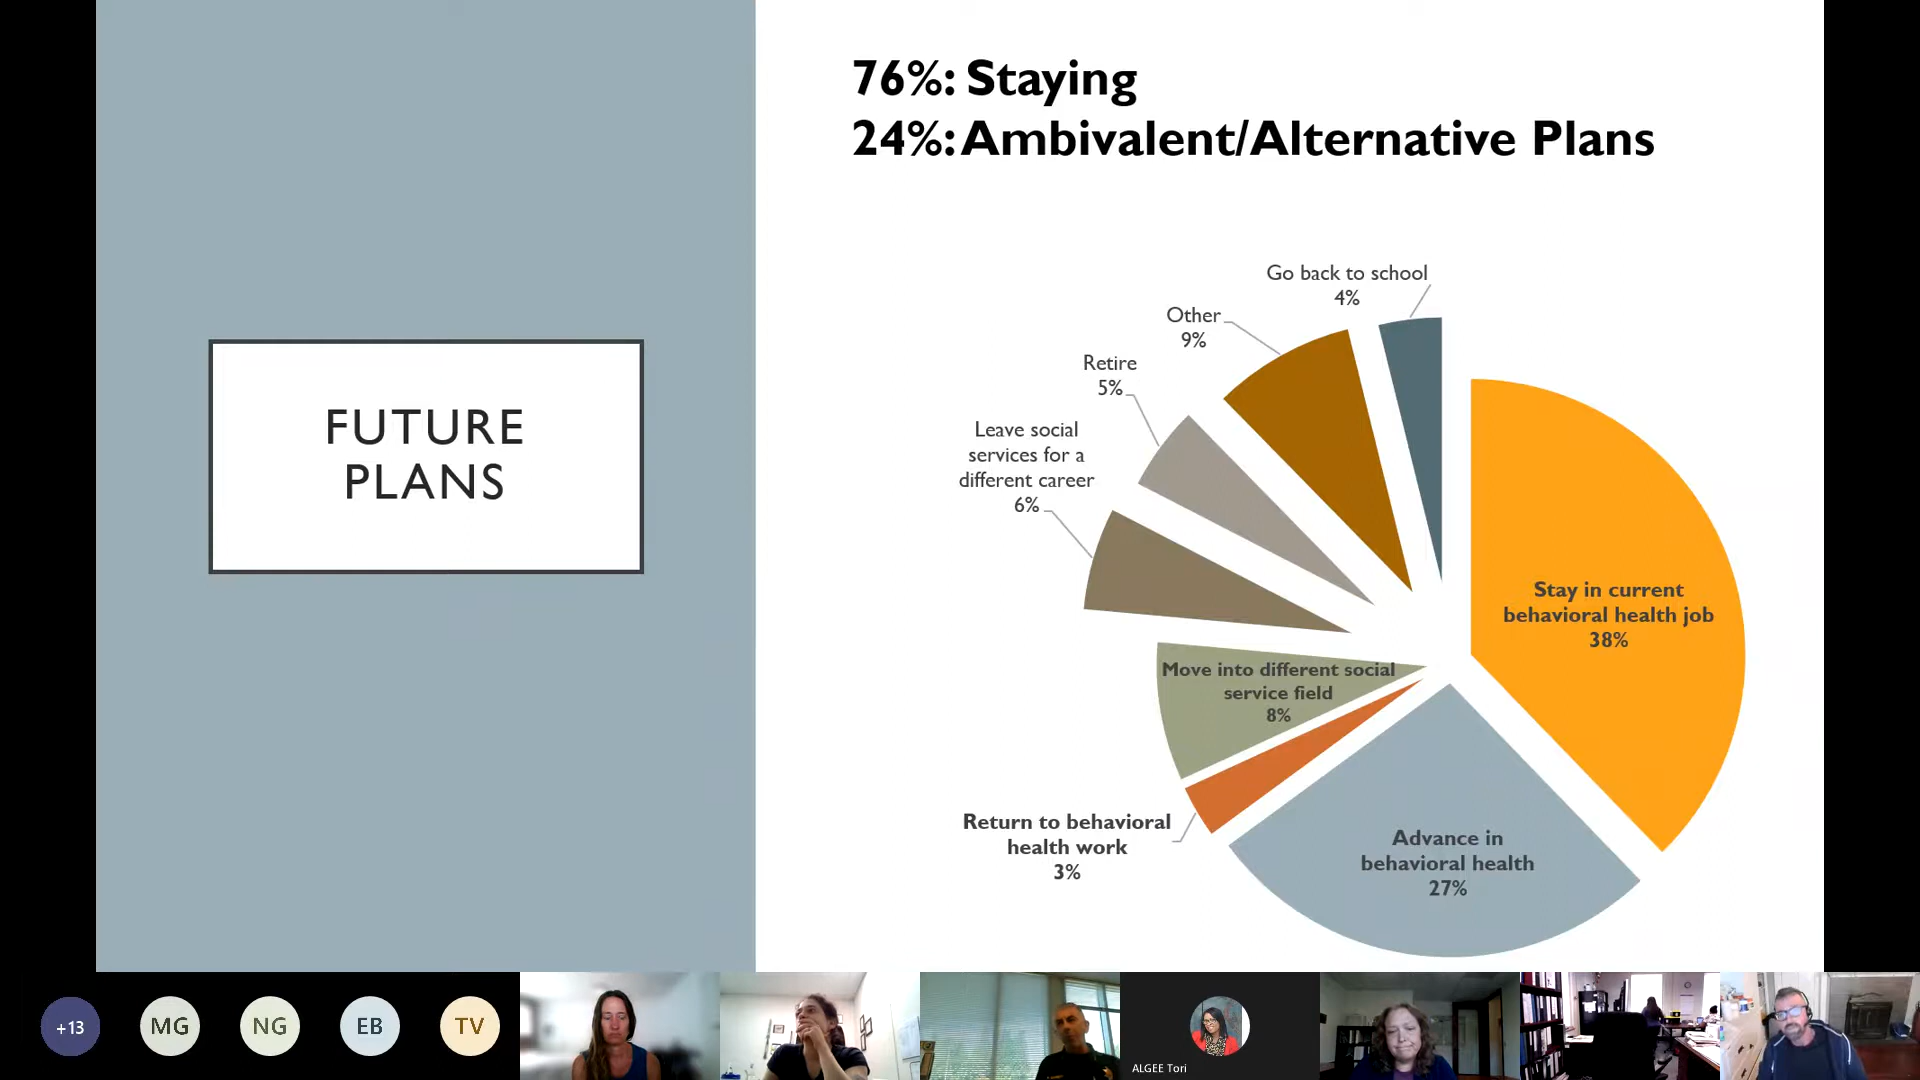 76%: Staying
24%: Ambivalent/Alternative Plans
FUTURE
PLANS
Go back to school
4%
Other
9%
Retire
5%
Leave social
services for a
different career
6%
Stay in current
behavioral health job
38%
Move into different social
service field
8%
Return to behavioral
health work
3%
Advance in
behavioral health
27%
+13
MG
NG
EB
TV
ALGEE Tori